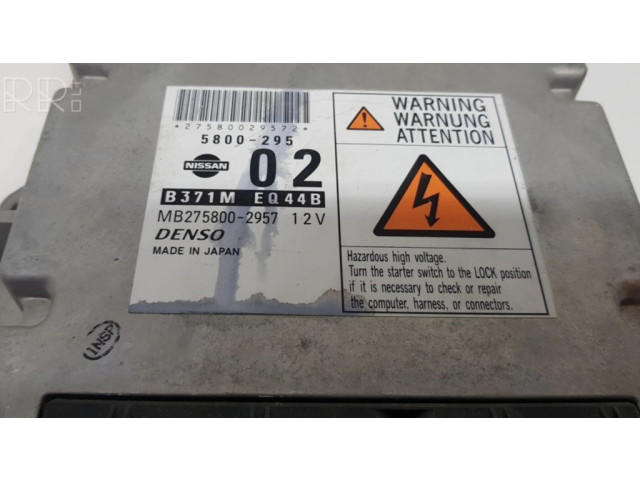 RRR:
*27580029572*
5800-295
NISSAN
02
B371M EQ44B
MB275800-2957 12V
DENSO
MADE IN JAPAN
WARNING
WARNUNG
ATTENTION
Hazardous high voltage.
Turn the starter switch to the LOCK position
if it is necessary to check or repair
the computer, harness, or connectors.
INSP